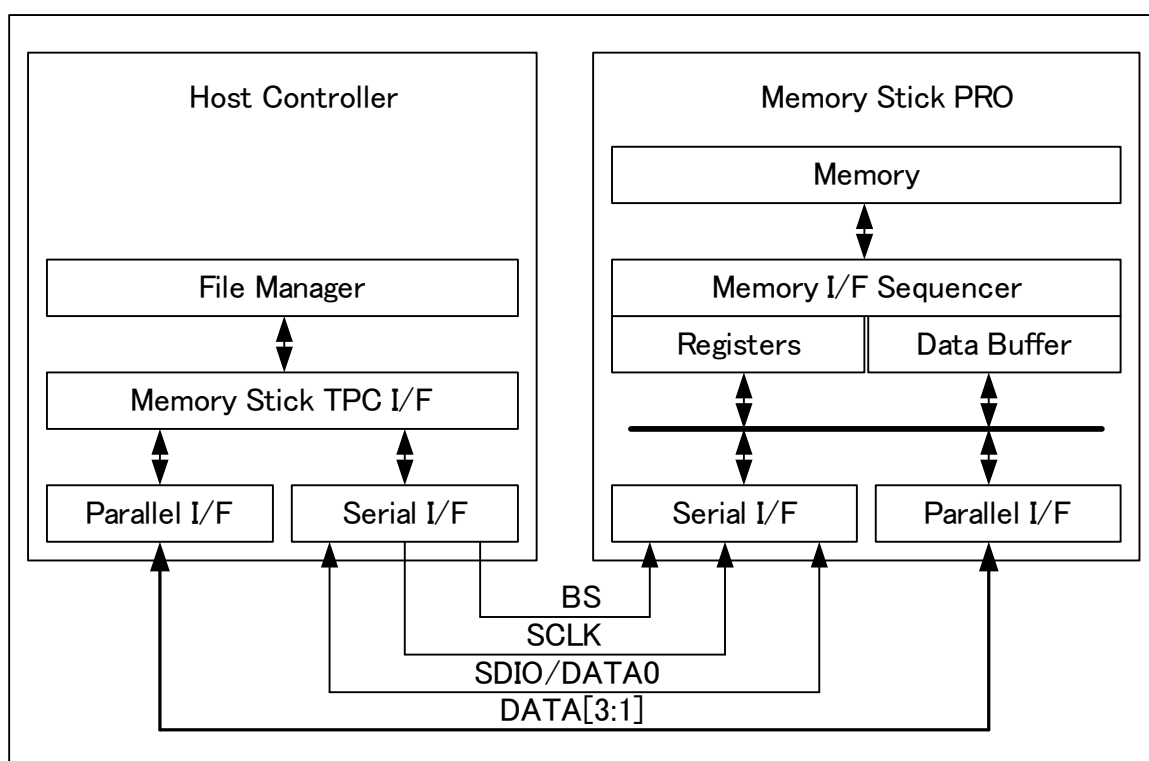 Host Controller
Memory Stick PRO
Memory
File Manager
Memory I/F Sequencer
Registers
Data Buffer
Memory Stick TPC I/F
Parallel I/F
Serial I/F
Serial I/F
Parallel I/F
BS
SCLK
SDIO/DATA0
DATA[3:1]